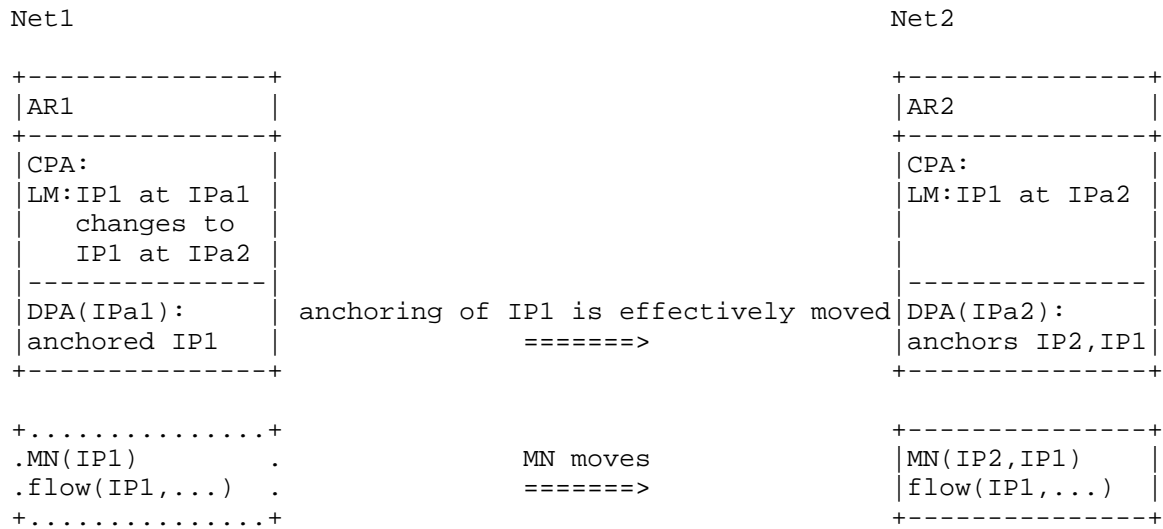 Net1                                                  Net2

+---------------+                                     +---------------+
|AR1            |                                     |AR2            |
+---------------+                                     +---------------+
|CPA:           |                                     |CPA:           |
|LM:IP1 at IPa1 |                                     |LM:IP1 at IPa2 |
|   changes to  |                                     |               |
|   IP1 at IPa2 |                                     |               |
|---------------|                                     |---------------|
|DPA(IPa1):     | anchoring of IP1 is effectively moved|DPA(IPa2):     |
|anchored IP1   |               =======>              |anchors IP2,IP1|
+---------------+                                     +---------------+

+...............+                                     +---------------+
.MN(IP1)        .               MN moves              |MN(IP2,IP1)    |
.flow(IP1,...)  .               =======>              |flow(IP1,...)  |
+...............+                                     +---------------+